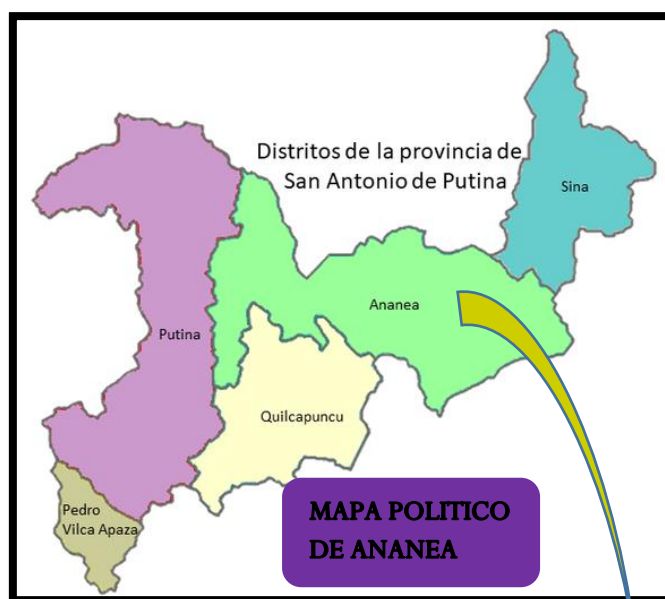 Distritos de la provincia de
San Antonio de Putina
Sina
Ananea
Putina
Quilcapuncu
Pedro
Vilca Apaza
MAPA POLITICO
DE ANANEA